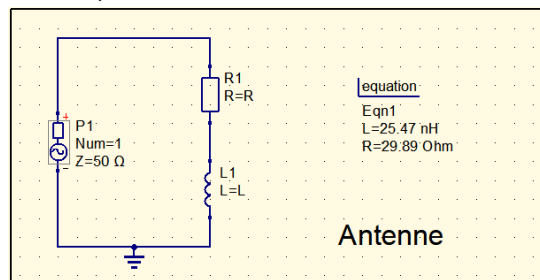 R1
R=R
equation
Eqn1
L=25.47 nH
R=29.89 Ohm
+
P1
Num=1
Z=50 Ω
-
L1
L=L
Antenne